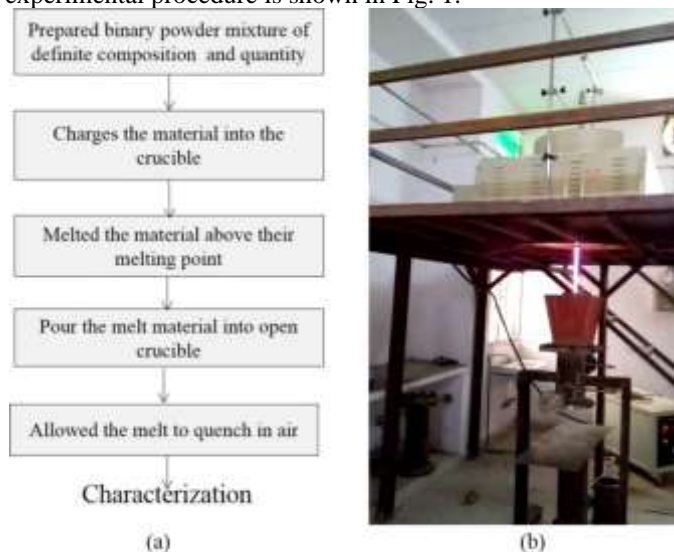 experimental procedure is shown in Fig. 1.
Prepared binary powder mixture of
definite composition and quantity
Charges the material into the
crucible
Melted the material above their
melting point
Pour the melt material into open
crucible
Allowed the melt to quench in air
Characterization
(a)
(b)